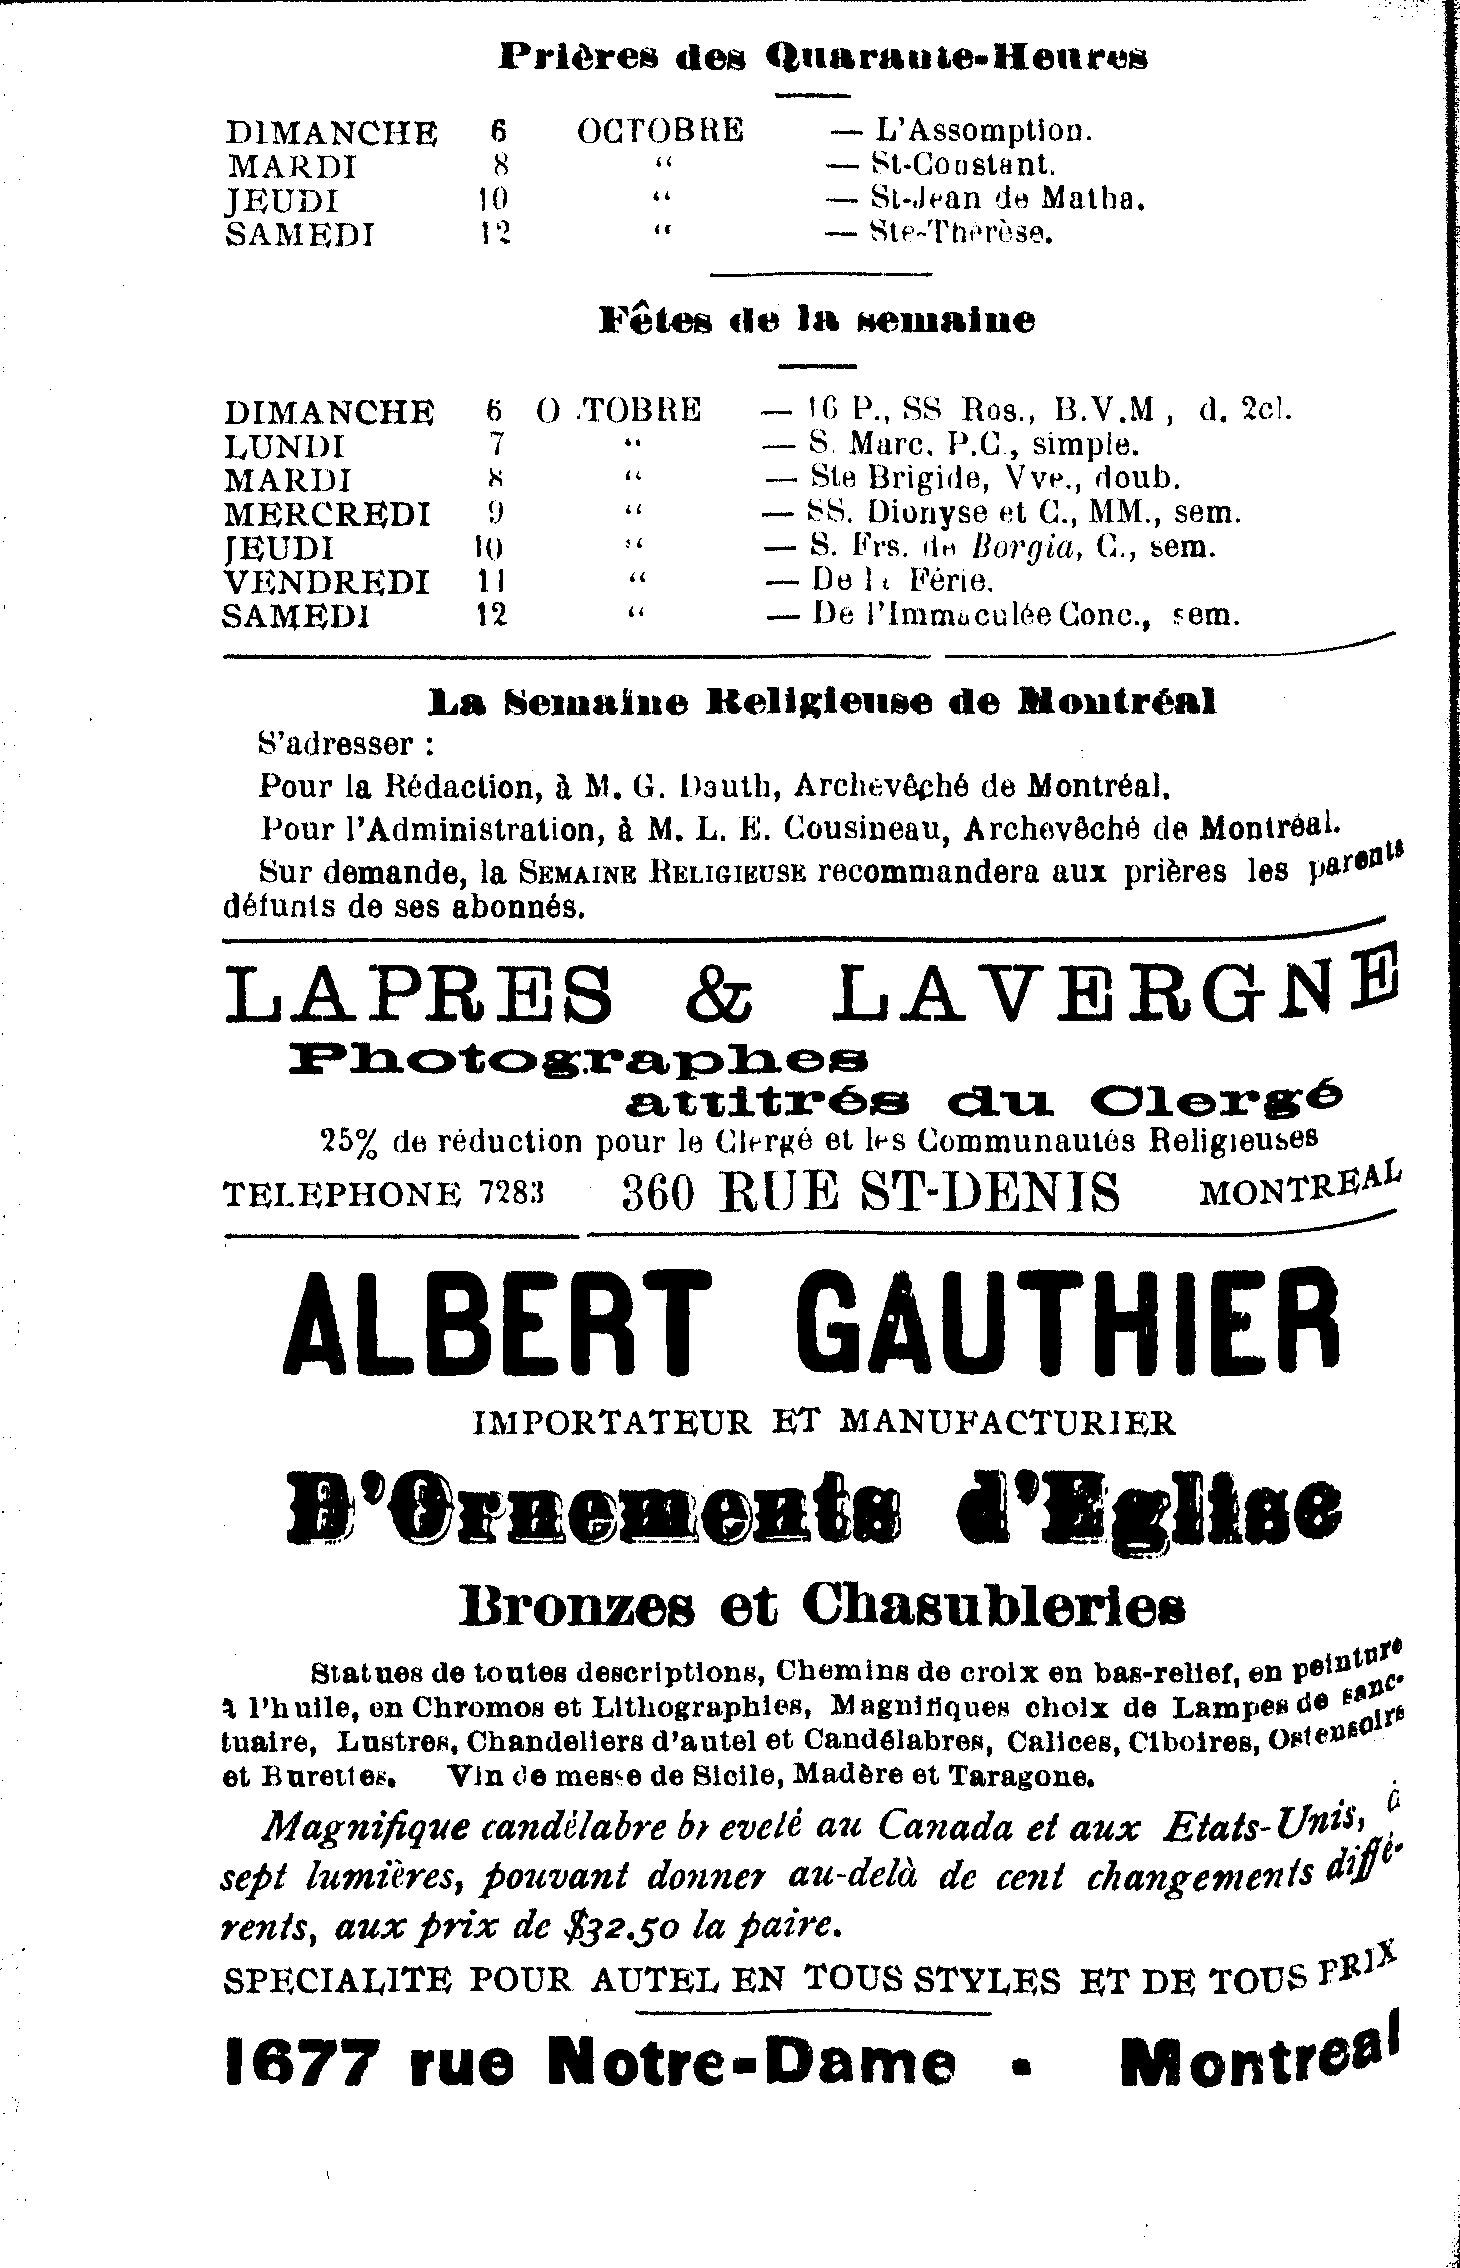 Prières des Quarante-Heures
DIMANCHE 6 OCTOBRE — L'Assomption.
MARDI 8 “ — St-Constant.
JEUDI 10 “ — St-Jean de Matha.
SAMEDI 12 “ — Ste-Thérèse.
Fêtes de la semaine
DIMANCHE 6 O.TOBRE — 16 P., SS Ros., B.V.M, d. 2cl.
LUNDI 7 “ — S. Marc. P.C., simple.
MARDI 8 “ — Ste Brigide, Vve., doub.
MERCREDI 9 “ — SS. Dionyse et C., MM., sem.
JEUDI 10 “ — S. Frs. de Borgia, C., sem.
VENDREDI 11 “ — De la Férie.
SAMEDI 12 “ — De l'Immaculée Conc., sem.
La Semaine Religieuse de Montréal
S'adresser :
Pour la Rédaction, à M. G. Dauth, Archevêché de Montréal.
Pour l'Administration, à M. L. E. Cousineau, Archevêché de Montréal.
Sur demande, la SEMAINE RELIGIEUSE recommandera aux prières les parents
défunts de ses abonnés.
LAPRES & LAVERGNE
Photographes
attitrés du Clergé
25% de réduction pour le Clergé et les Communautés Religieuses
TELEPHONE 7283 360 RUE ST-DENIS MONTREAL
ALBERT GAUTHIER
IMPORTATEUR ET MANUFACTURIER
D'Ornements d'Eglise
Bronzes et Chasubleries
Statues de toutes descriptions, Chemins de croix en bas-relief, en peinture
à l'huile, en Chromos et Lithographies, Magnifiques choix de Lampes de sanc-
tuaire, Lustres, Chandeliers d'autel et Candélabres, Calices, Ciboires, Ostensoirs
et Burettes. Vin de messe de Sicile, Madère et Taragone.
Magnifique candélabre br eveté au Canada et aux Etats-Unis, à
sept lumières, pouvant donner au-delà de cent changements diffé-
rents, aux prix de $32.50 la paire.
SPECIALITE POUR AUTEL EN TOUS STYLES ET DE TOUS PRIX
1677 rue Notre-Dame - Montreal